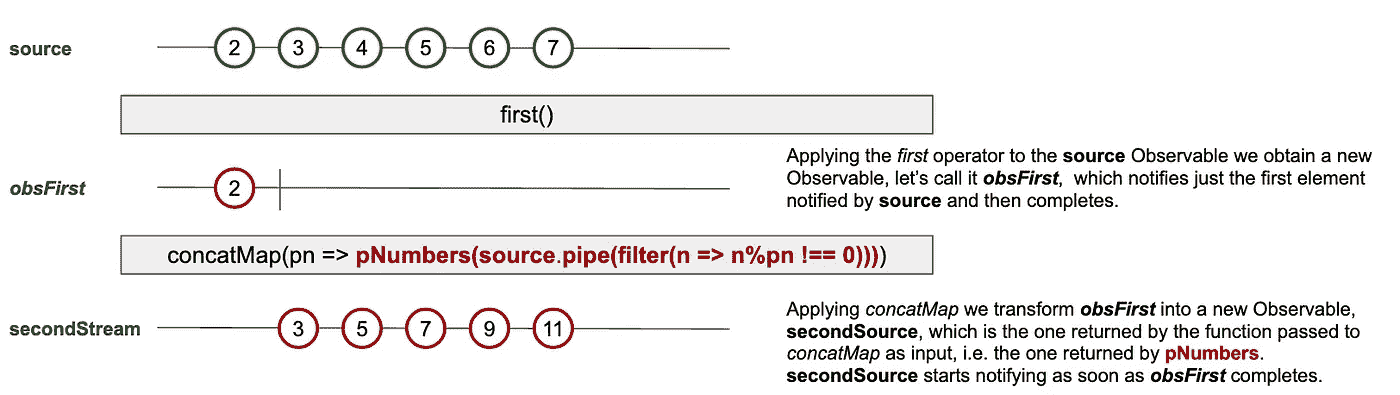 source 2 3 4 5 6 7
first()
Applying the first operator to the source Observable we obtain a new
Observable, let's call it obsFirst, which notifies just the first element
notified by source and then completes.
obsFirst 2
concatMap(pn => pNumbers(source.pipe(filter(n => n%pn !== 0))))
secondStream 3 5 7 9 11
Applying concatMap we transform obsFirst into a new Observable,
secondSource, which is the one returned by the function passed to
concatMap as input, i.e. the one returned by pNumbers.
secondSource starts notifying as soon as obsFirst completes.